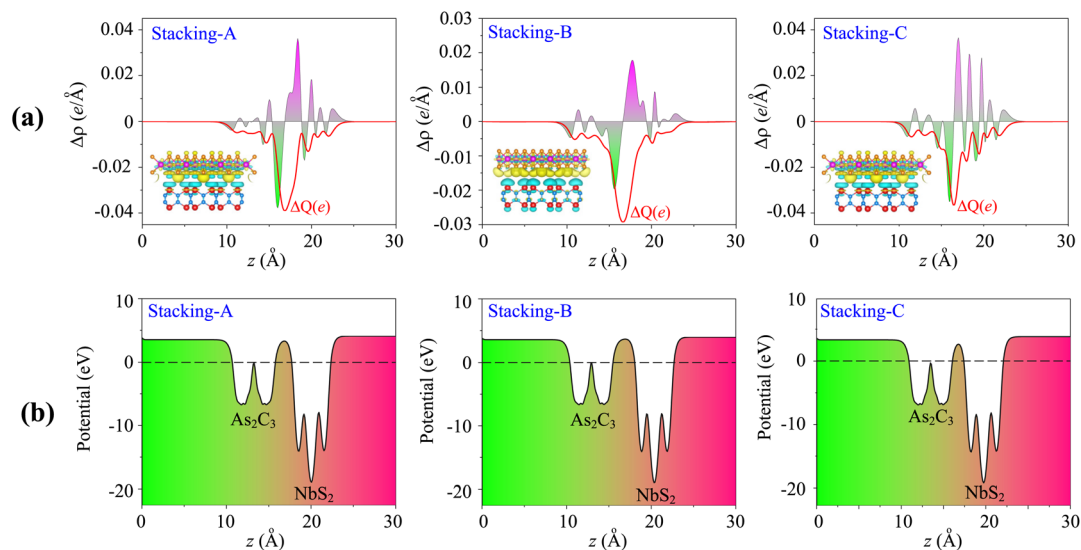 (a)
Stacking-A
0.04
0.02
0
-0.02
-0.04
Δρ (e/Å)
ΔQ(e)
0 10 20 30
z (Å)
Stacking-B
0.03
0.02
0.01
0
-0.01
-0.02
-0.03
Δρ (e/Å)
ΔQ(e)
0 10 20 30
z (Å)
Stacking-C
0.04
0.02
0
-0.02
-0.04
Δρ (e/Å)
ΔQ(e)
0 10 20 30
z (Å)
(b)
Stacking-A
10
0
-10
-20
Potential (eV)
As₂C₃
NbS₂
0 10 20 30
z (Å)
Stacking-B
10
0
-10
-20
Potential (eV)
As₂C₃
NbS₂
0 10 20 30
z (Å)
Stacking-C
10
0
-10
-20
Potential (eV)
As₂C₃
NbS₂
0 10 20 30
z (Å)